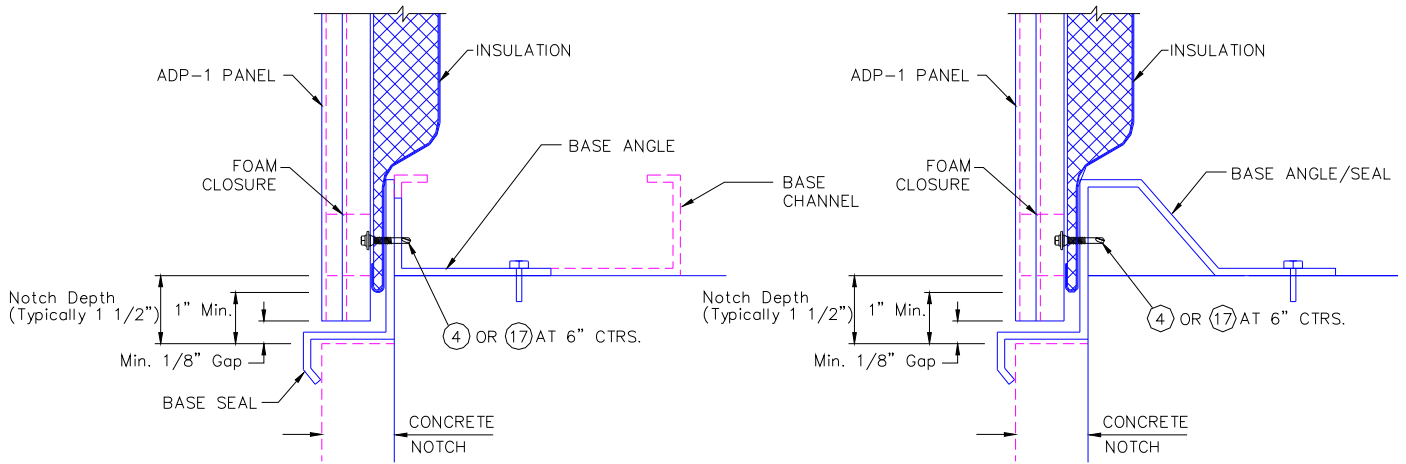 INSULATION
ADP-1 PANEL
FOAM
CLOSURE
BASE ANGLE
BASE
CHANNEL
Notch Depth
(Typically 1 1/2")
1" Min.
Min. 1/8" Gap
4 OR 17 AT 6" CTRS.
BASE SEAL
CONCRETE
NOTCH
INSULATION
ADP-1 PANEL
FOAM
CLOSURE
BASE ANGLE/SEAL
Notch Depth
(Typically 1 1/2")
1" Min.
Min. 1/8" Gap
4 OR 17 AT 6" CTRS.
CONCRETE
NOTCH